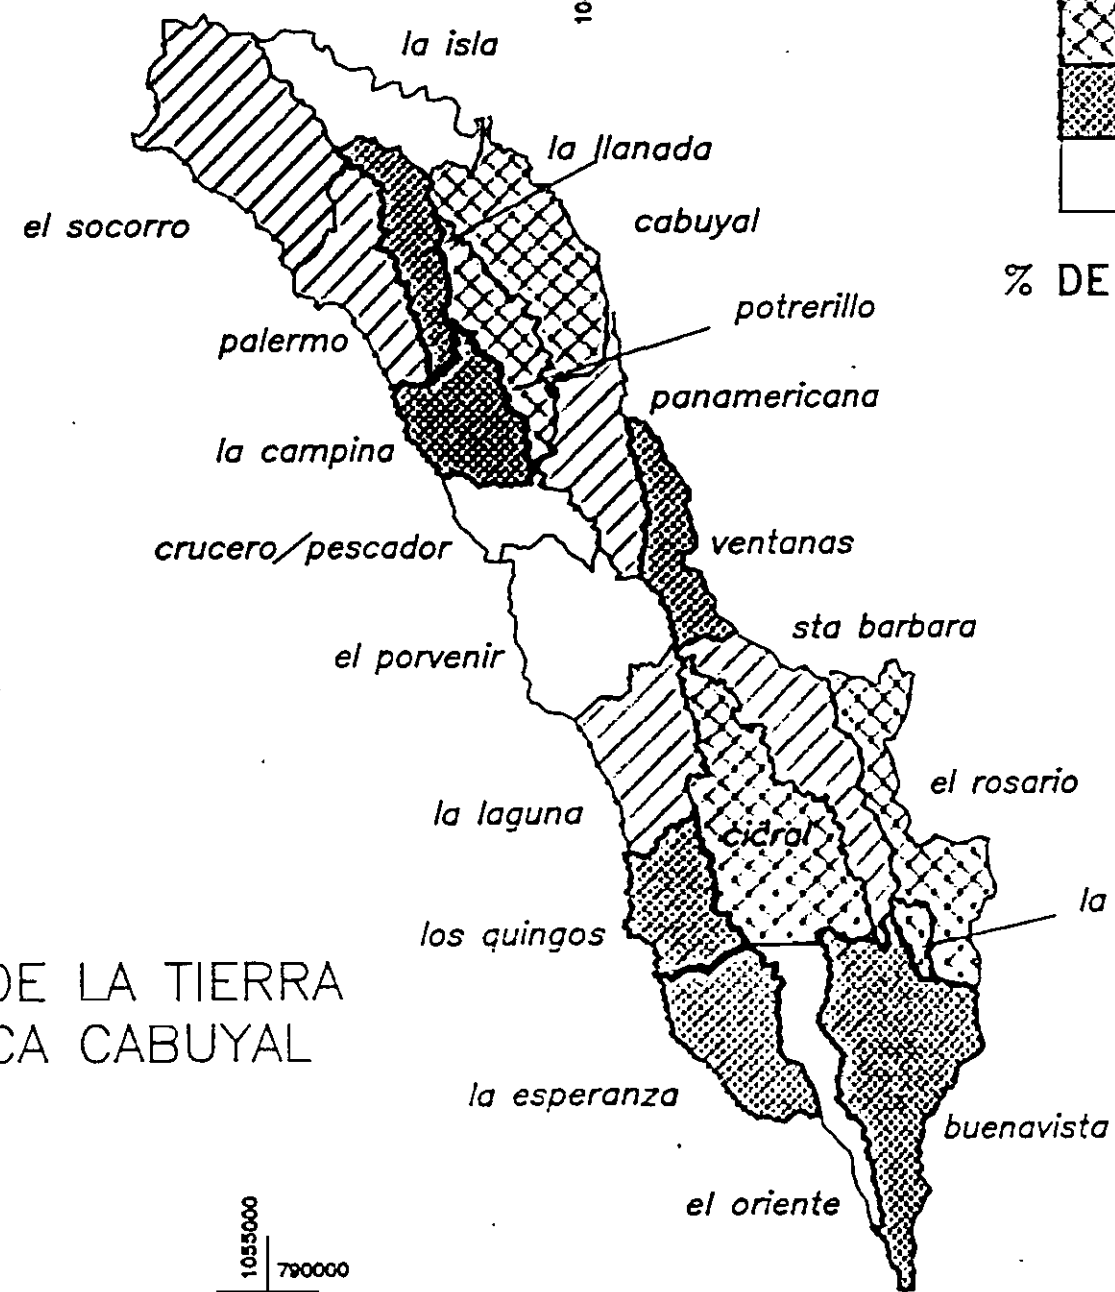 10
la isla
la llanada
cabuyal
el socorro
% DE
potrerillo
palermo
panamericana
la campina
crucero/pescador
ventanas
sta barbara
el porvenir
el rosario
la laguna
cidral
la
los quingos
DE LA TIERRA
CA CABUYAL
la esperanza
buenavista
el oriente
1055000
790000